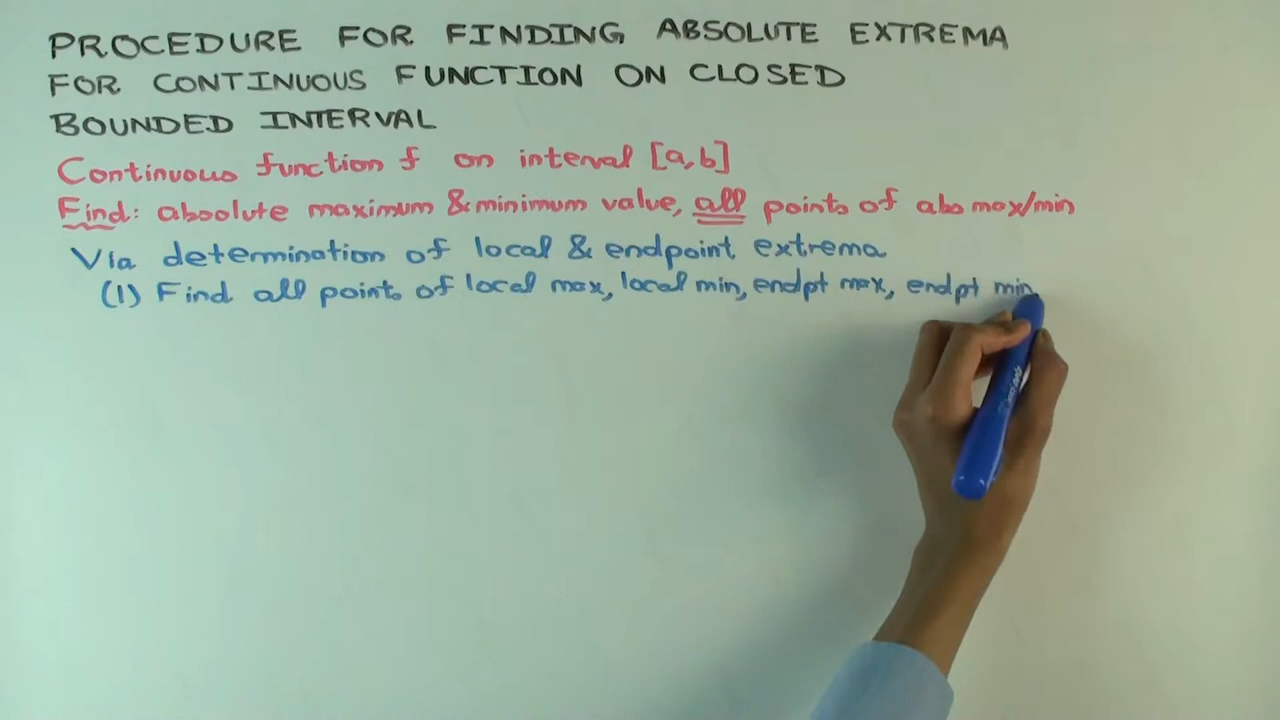 PROCEDURE FOR FINDING ABSOLUTE EXTREMA
FOR CONTINUOUS FUNCTION ON CLOSED
BOUNDED INTERVAL
Continuous function f on interval [a,b]
Find: absolute maximum & minimum value, all points of abs max/min
Via determination of local & endpoint extrema
(1) Find all points of local max, local min, endpt max, endpt min